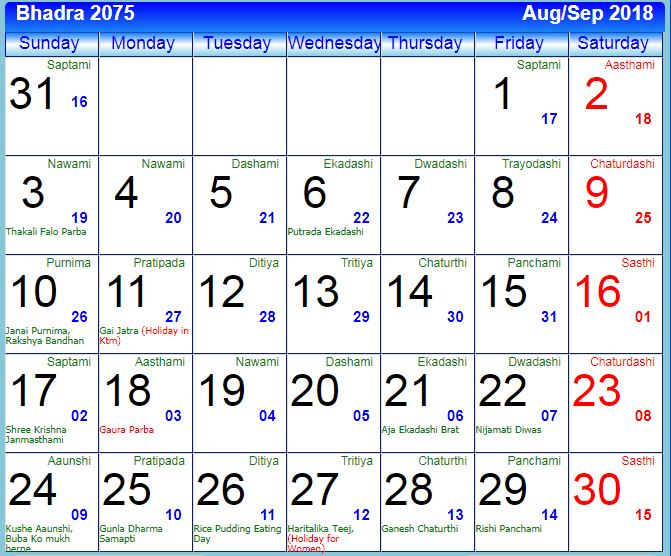 Bhadra 2075 Aug/Sep 2018
Sunday Monday Tuesday Wednesday Thursday Friday Saturday
Saptami Saptami Aasthami
31 16 1 17 2 18
Nawami Nawami Dashami Ekadashi Dwadashi Trayodashi Chaturdashi
3 19 4 20 5 21 6 22 7 23 8 24 9 25
Thakali Falo Parba Putrada Ekadashi
Purnima Pratipada Ditiya Tritiya Chaturthi Panchami Sasthi
10 26 11 27 12 28 13 29 14 30 15 31 16 01
Janai Purnima, Gai Jatra (Holiday in
Rakshya Bandhan Ktm)
Saptami Aasthami Nawami Dashami Ekadashi Dwadashi Chaturdashi
17 02 18 03 19 04 20 05 21 06 22 07 23 08
Shree Krishna Gaura Parba Aja Ekadashi Brat Nijamati Diwas
Janmasthami
Aaunshi Pratipada Ditiya Tritiya Chaturthi Panchami Sasthi
24 09 25 10 26 11 27 12 28 13 29 14 30 15
Kushe Aaunshi, Gunla Dharma Rice Pudding Eating Haritalika Teej, Ganesh Chaturthi Rishi Panchami
Buba Ko mukh Samapti Day (Holiday for
herne Women)